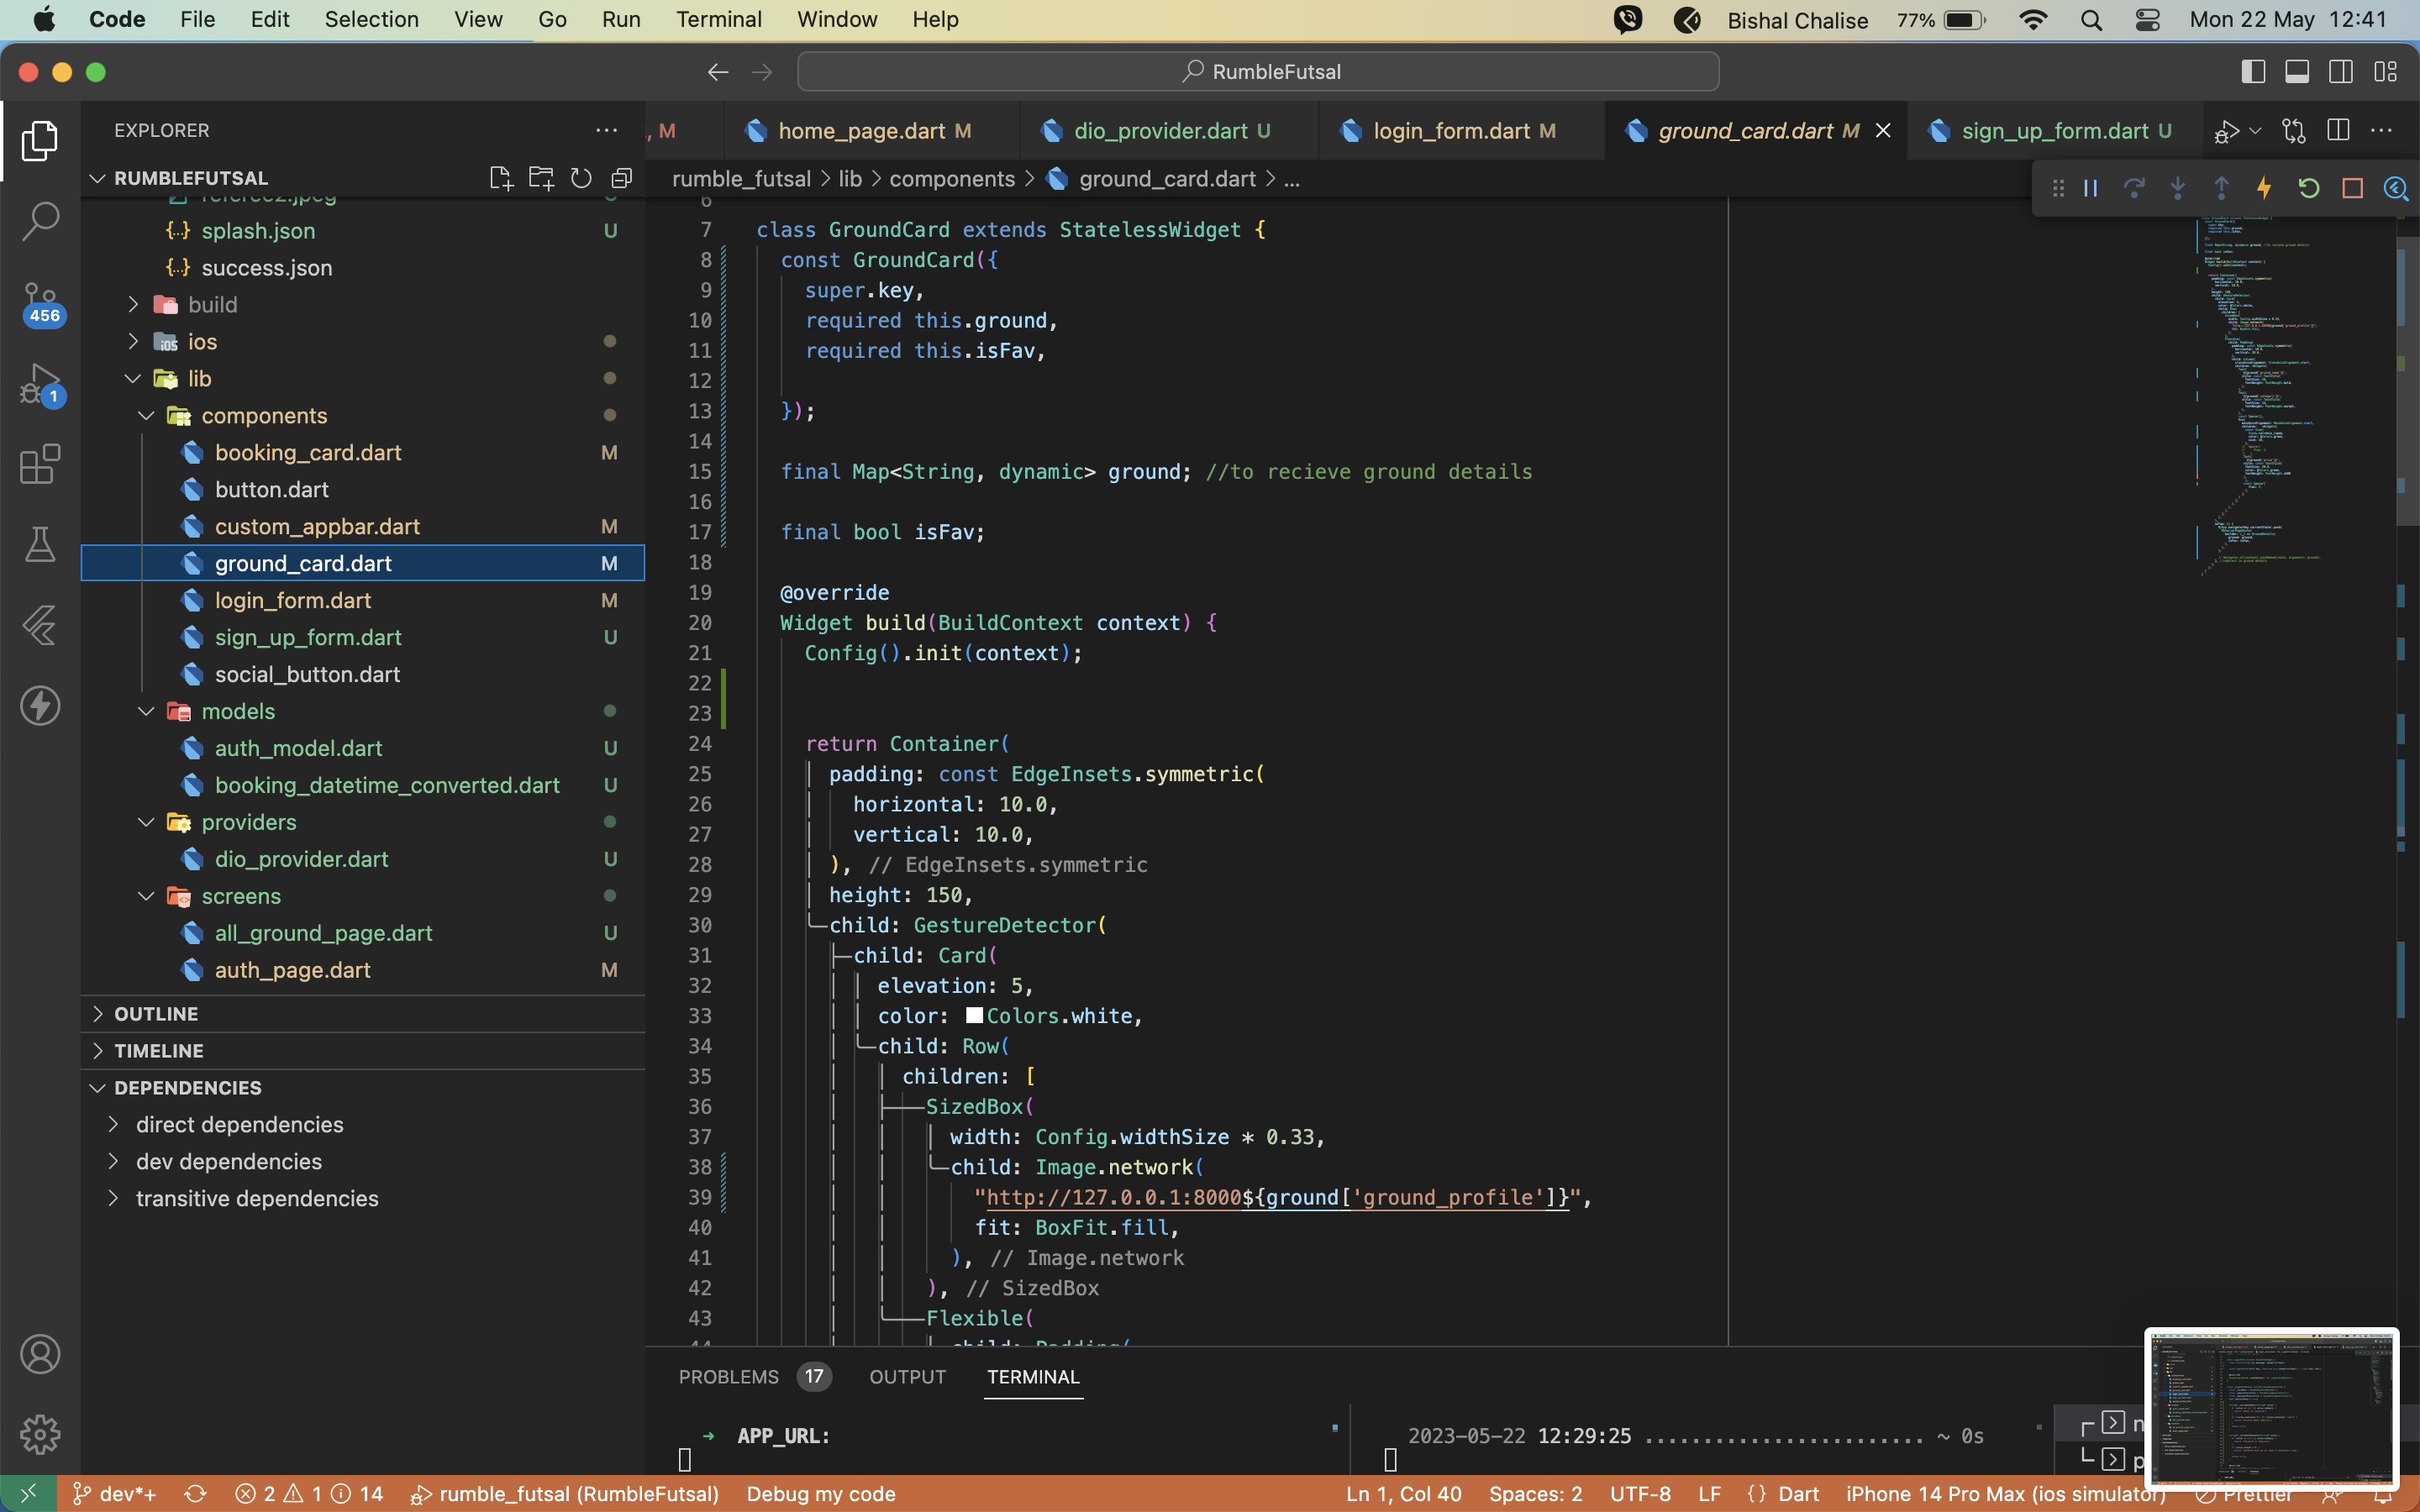 Code File Edit Selection View Go Run Terminal Window Help Bishal Chalise 77% Mon 22 May 12:41
RumbleFutsal
EXPLORER
M home_page.dart M dio_provider.dart U login_form.dart M ground_card.dart M sign_up_form.dart U
RUMBLEFUTSAL
rumble_futsal > lib > components > ground_card.dart > ...
referee2.jpeg
splash.json U
success.json
build
ios
lib
components
booking_card.dart M
button.dart
custom_appbar.dart M
ground_card.dart M
login_form.dart M
sign_up_form.dart U
social_button.dart
models
auth_model.dart U
booking_datetime_converted.dart U
providers
dio_provider.dart U
screens
all_ground_page.dart U
auth_page.dart M
OUTLINE
TIMELINE
DEPENDENCIES
direct dependencies
dev dependencies
transitive dependencies
456
1
6
7 class GroundCard extends StatelessWidget {
8 const GroundCard({
9 super.key,
10 required this.ground,
11 required this.isFav,
12
13 });
14
15 final Map<String, dynamic> ground; //to recieve ground details
16
17 final bool isFav;
18
19 @override
20 Widget build(BuildContext context) {
21 Config().init(context);
22
23
24 return Container(
25 padding: const EdgeInsets.symmetric(
26 horizontal: 10.0,
27 vertical: 10.0,
28 ), // EdgeInsets.symmetric
29 height: 150,
30 child: GestureDetector(
31 child: Card(
32 elevation: 5,
33 color: Colors.white,
34 child: Row(
35 children: [
36 SizedBox(
37 width: Config.widthSize * 0.33,
38 child: Image.network(
39 "http://127.0.0.1:8000${ground['ground_profile']}",
40 fit: BoxFit.fill,
41 ), // Image.network
42 ), // SizedBox
43 Flexible(
44 child: Padding(
PROBLEMS 17 OUTPUT TERMINAL
→ APP_URL:
2023-05-22 12:29:25 ....................... ~ 0s
n
p
dev*+ 2 1 14 rumble_futsal (RumbleFutsal) Debug my code Ln 1, Col 40 Spaces: 2 UTF-8 LF {} Dart iPhone 14 Pro Max (ios simulator) Prettier